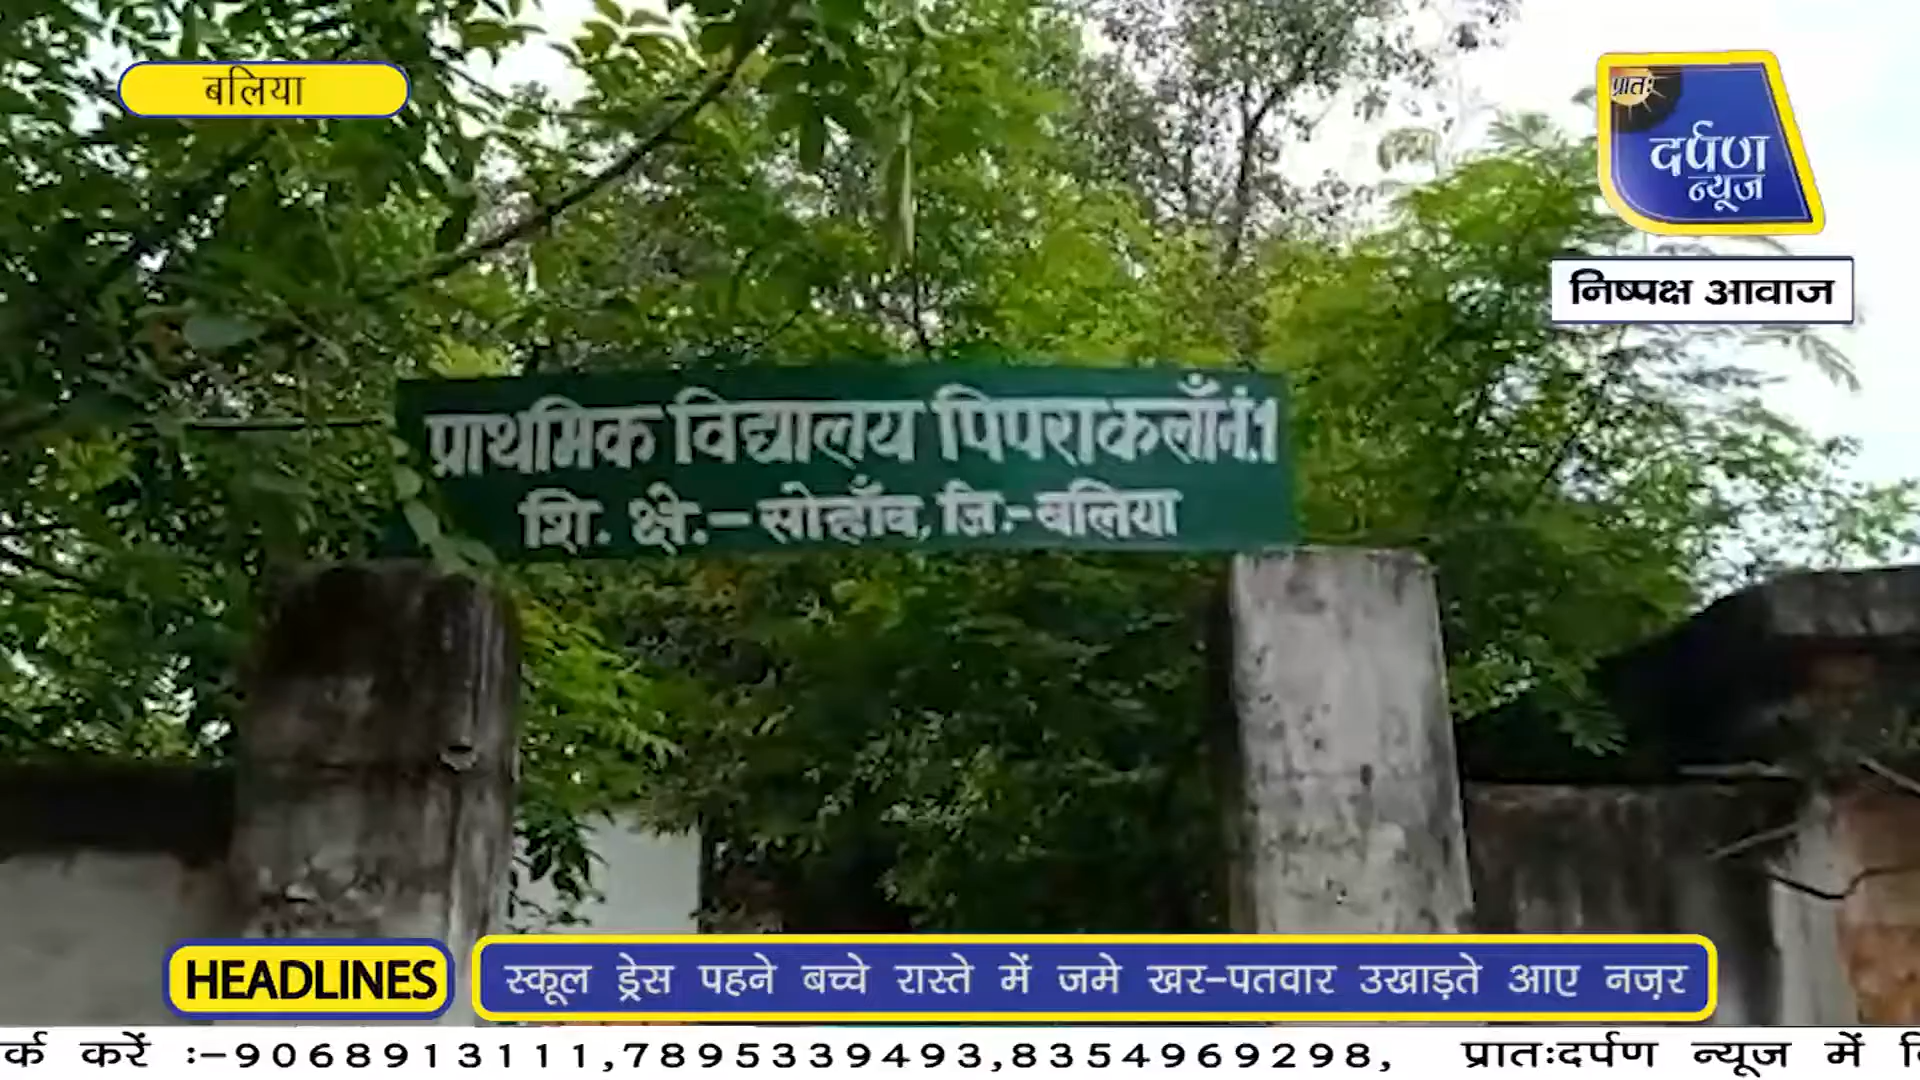 बलिया
प्रातः
दर्पण
न्यूज
निष्पक्ष आवाज
प्राथमिक विद्यालय पिपराकलाँ नं.1
शि. क्षे.- सोहाँव, जि.-बलिया
HEADLINES
स्कूल ड्रेस पहने बच्चे रास्ते में जमे खर-पतवार उखाड़ते आए नज़र
र्क करें :-9068913111,7895339493,8354969298, प्रातःदर्पण न्यूज में